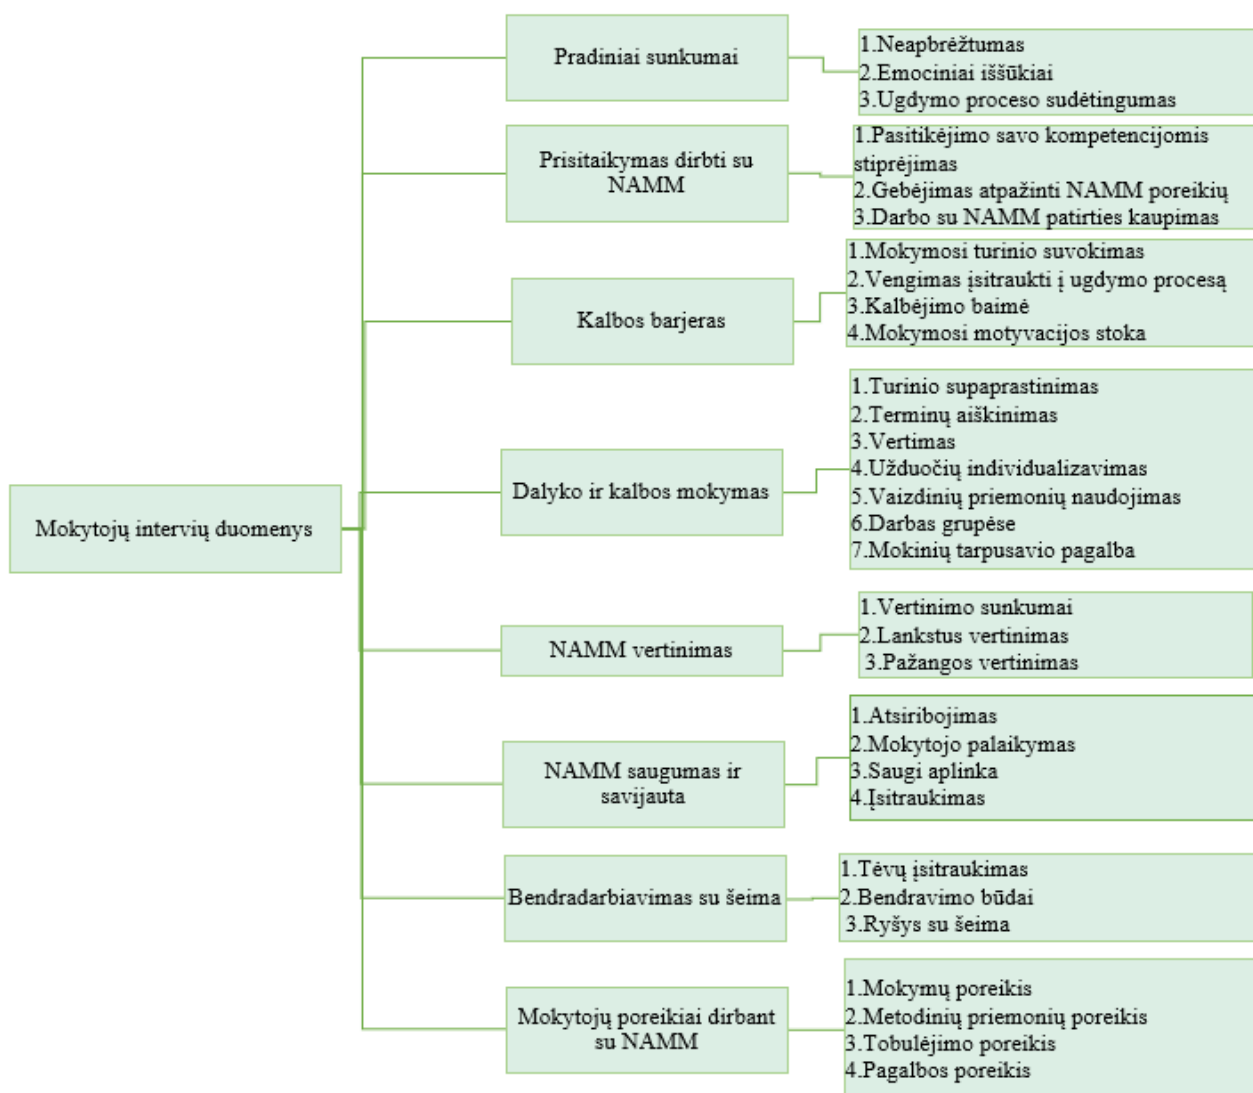 Mokytojų intervių duomenys
Pradiniai sunkumai
1.Neapbrėžtumas
2.Emociniai iššūkiai
3.Ugdymo proceso sudėtingumas
Prisitaikymas dirbti su
NAMM
1.Pasitikėjimo savo kompetencijomis
stiprėjimas
2.Gebėjimas atpažinti NAMM poreikių
3.Darbo su NAMM patirties kaupimas
Kalbos barjeras
1.Mokymosi turinio suvokimas
2.Vengimas įsitraukti į ugdymo procesą
3.Kalbėjimo baimė
4.Mokymosi motyvacijos stoka
Dalyko ir kalbos mokymas
1.Turinio supaprastinimas
2.Terminų aiškinimas
3.Vertimas
4.Užduočių individualizavimas
5.Vaizdinių priemonių naudojimas
6.Darbas grupėse
7.Mokinių tarpusavio pagalba
NAMM vertinimas
1.Vertinimo sunkumai
2.Lankstus vertinimas
3.Pažangos vertinimas
NAMM saugumas ir
savijauta
1.Atsiribojimas
2.Mokytojo palaikymas
3.Saugi aplinka
4.Įsitraukimas
Bendradarbiavimas su šeima
1.Tėvų įsitraukimas
2.Bendravimo būdai
3.Ryšys su šeima
Mokytojų poreikiai dirbant
su NAMM
1.Mokymų poreikis
2.Metodinių priemonių poreikis
3.Tobulėjimo poreikis
4.Pagalbos poreikis